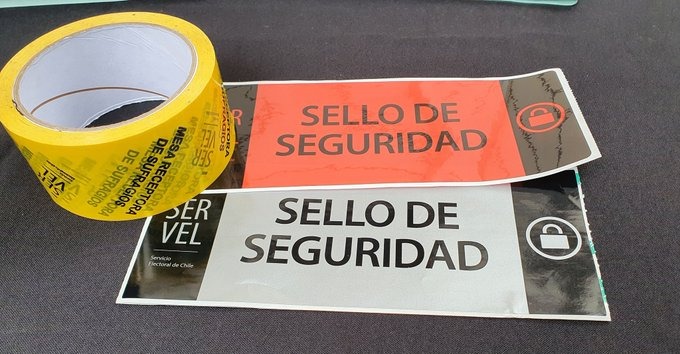 SELLO DE
SEGURIDAD
SER
VEL
Servicio
Electoral de Chile
SELLO DE
SEGURIDAD
MESA RECEPTORA
DE SUFRAGIOS